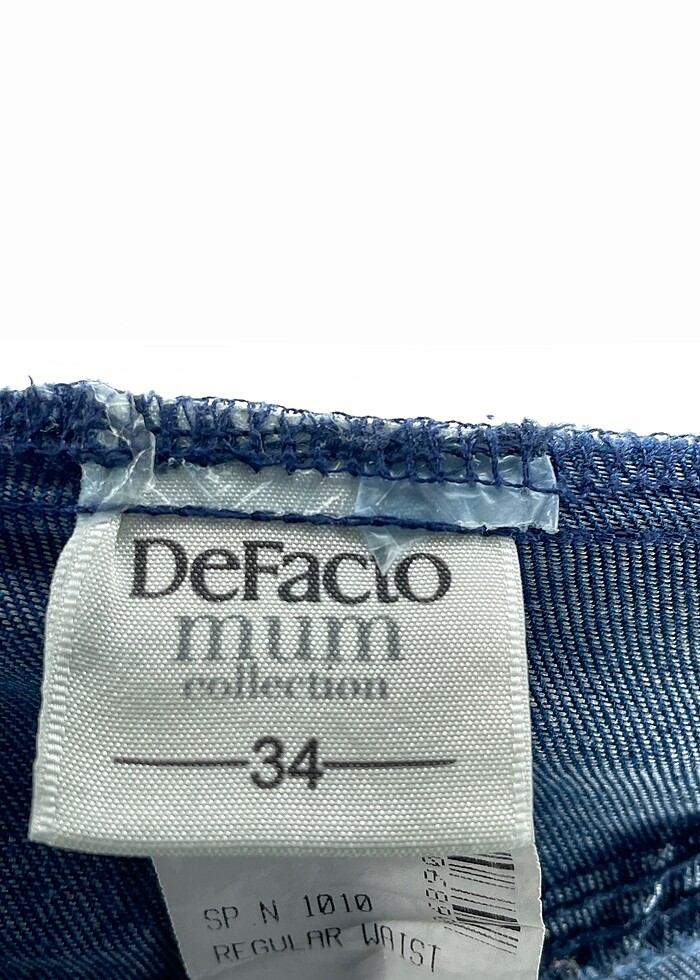 DeFacto
mum
collection
34
SP N 1010
REGULAR WAIST